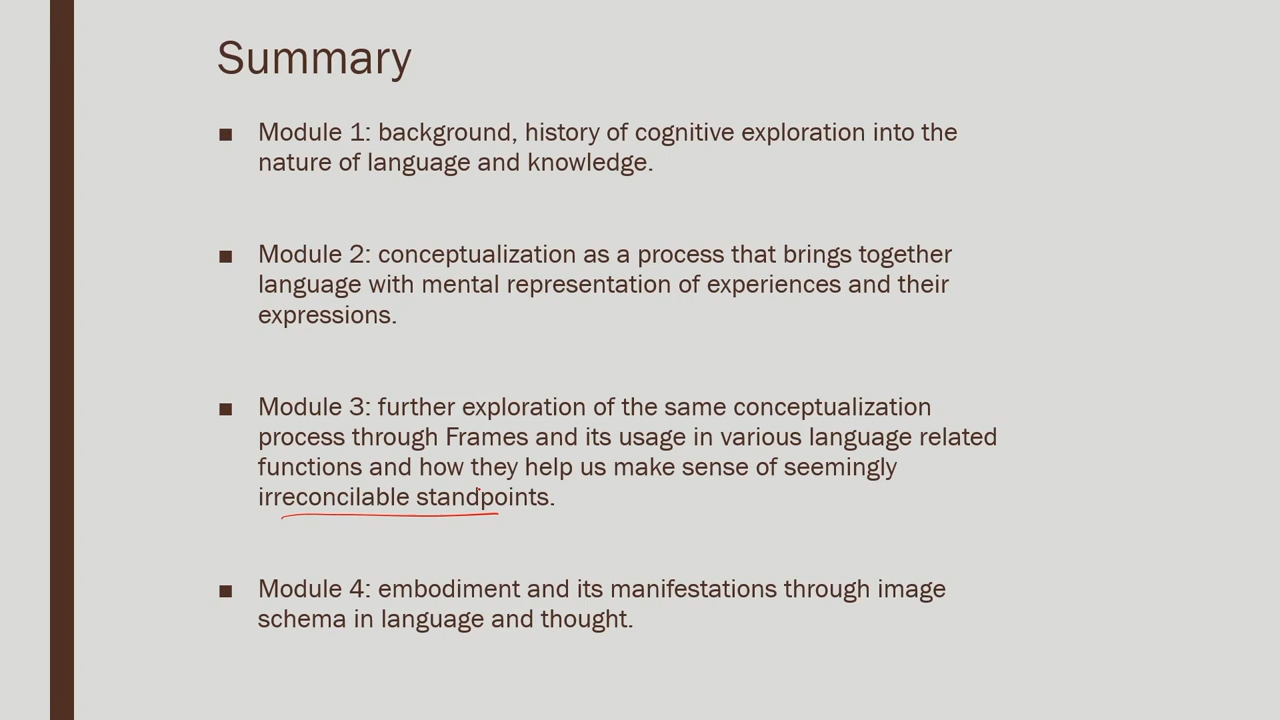 Summary
■ Module 1: background, history of cognitive exploration into the
nature of language and knowledge.
■ Module 2: conceptualization as a process that brings together
language with mental representation of experiences and their
expressions.
■ Module 3: further exploration of the same conceptualization
process through Frames and its usage in various language related
functions and how they help us make sense of seemingly
irreconcilable standpoints.
■ Module 4: embodiment and its manifestations through image
schema in language and thought.